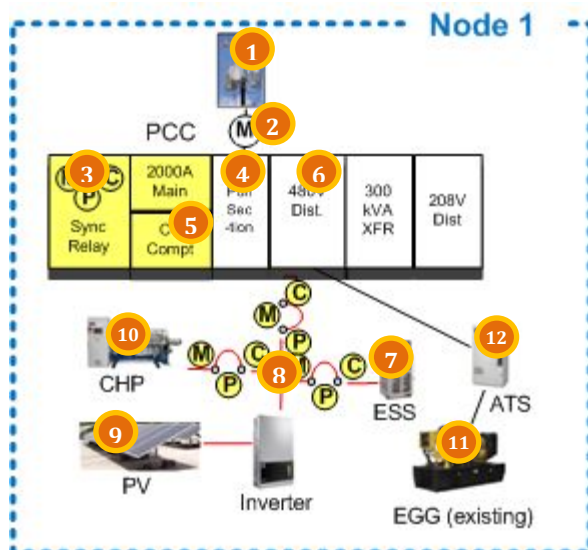 Node 1
1
M
2
PCC
3
C
P
Sync
Relay
2000A
Main
5
Compt
4
Sec
-tion
6
Dist.
300
kVA
XFR
208V
Dist
C
M
P
10
CHP
M
P
C
8
P
C
7
ESS
12
ATS
9
PV
Inverter
11
EGG (existing)